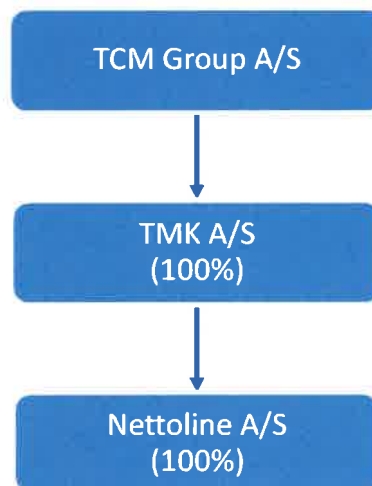 TCM Group A/S
TMK A/S
(100%)
Nettoline A/S
(100%)